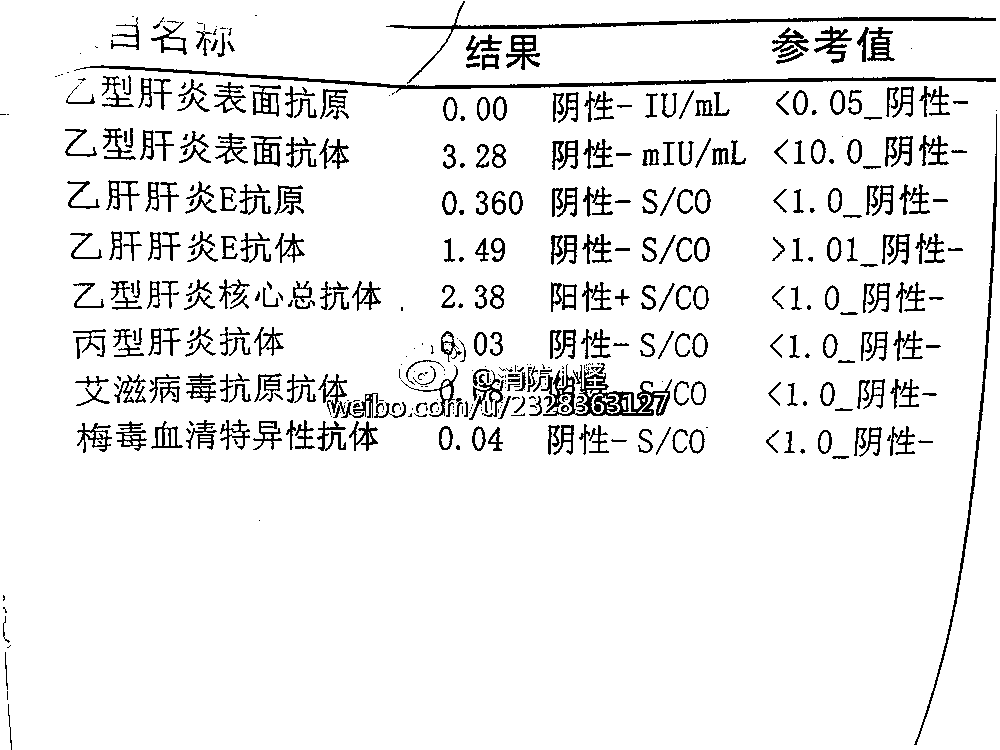 目名称 结果 参考值
乙型肝炎表面抗原 0.00 阴性- IU/mL <0.05_阴性-
乙型肝炎表面抗体 3.28 阴性- mIU/mL <10.0_阴性-
乙肝肝炎E抗原 0.360 阴性- S/CO <1.0_阴性-
乙肝肝炎E抗体 1.49 阴性- S/CO >1.01_阴性-
乙型肝炎核心总抗体 2.38 阳性+ S/CO <1.0_阴性-
丙型肝炎抗体 0.03 阴性- S/CO <1.0_阴性-
艾滋病毒抗原抗体 阴性- S/CO <1.0_阴性-
@消防小怪
weibo.com/u/2328363127
梅毒血清特异性抗体 0.04 阴性- S/CO <1.0_阴性-